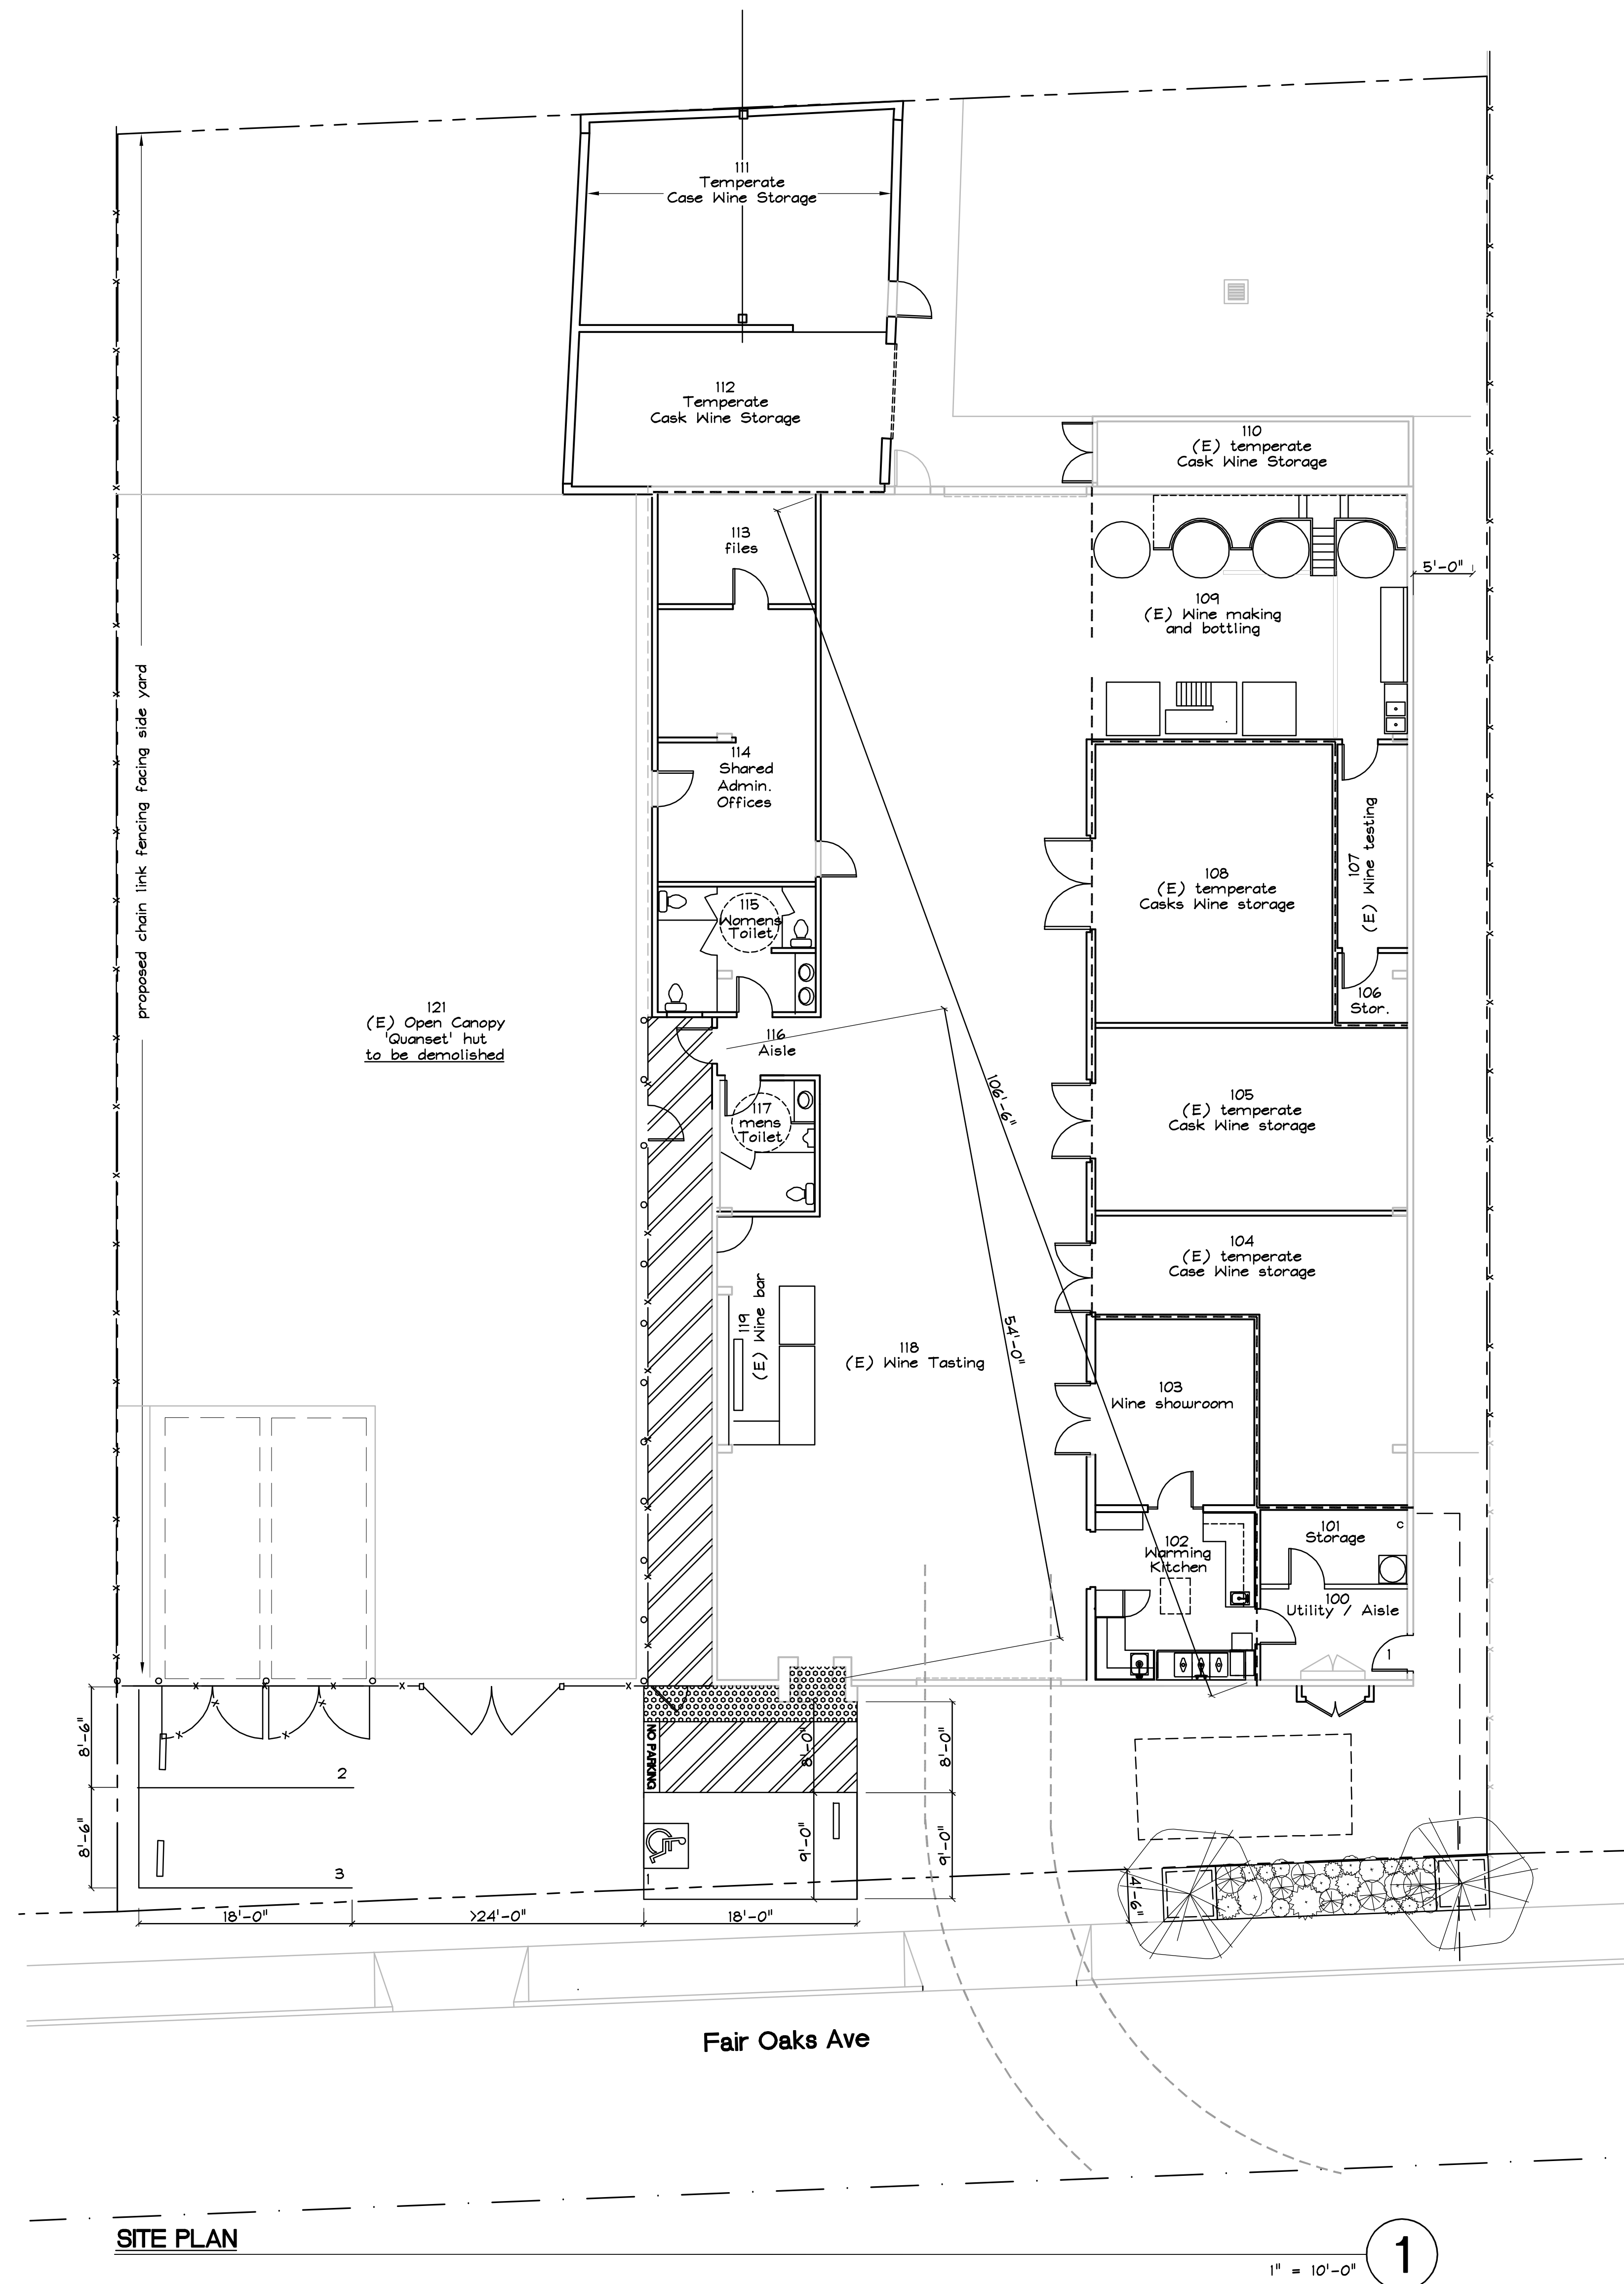 111
Temperate
Case Wine Storage
112
Temperate
Cask Wine Storage
110
(E) temperate
Cask Wine Storage
113
files
5'-0"
109
(E) Wine making
and bottling
proposed chain link fencing facing side yard
114
Shared
Admin.
Offices
107
(E) Wine testing
108
(E) temperate
Casks Wine storage
115
Womens
Toilet
106
Stor.
121
(E) Open Canopy
'Quanset' hut
to be demolished
116
Aisle
106'-6"
105
(E) temperate
Cask Wine storage
117
mens
Toilet
104
(E) temperate
Case Wine storage
119
(E) Wine bar
54'-0"
118
(E) Wine Tasting
103
Wine showroom
101
Storage
c
102
Warming
Kitchen
100
Utility / Aisle
1
8'-6"
NO PARKING
8'-0"
8'-0"
2
8'-6"
9'-0"
9'-0"
3
4'-6"
18'-0"
>24'-0"
18'-0"
Fair Oaks Ave
SITE PLAN
1
1" = 10'-0"